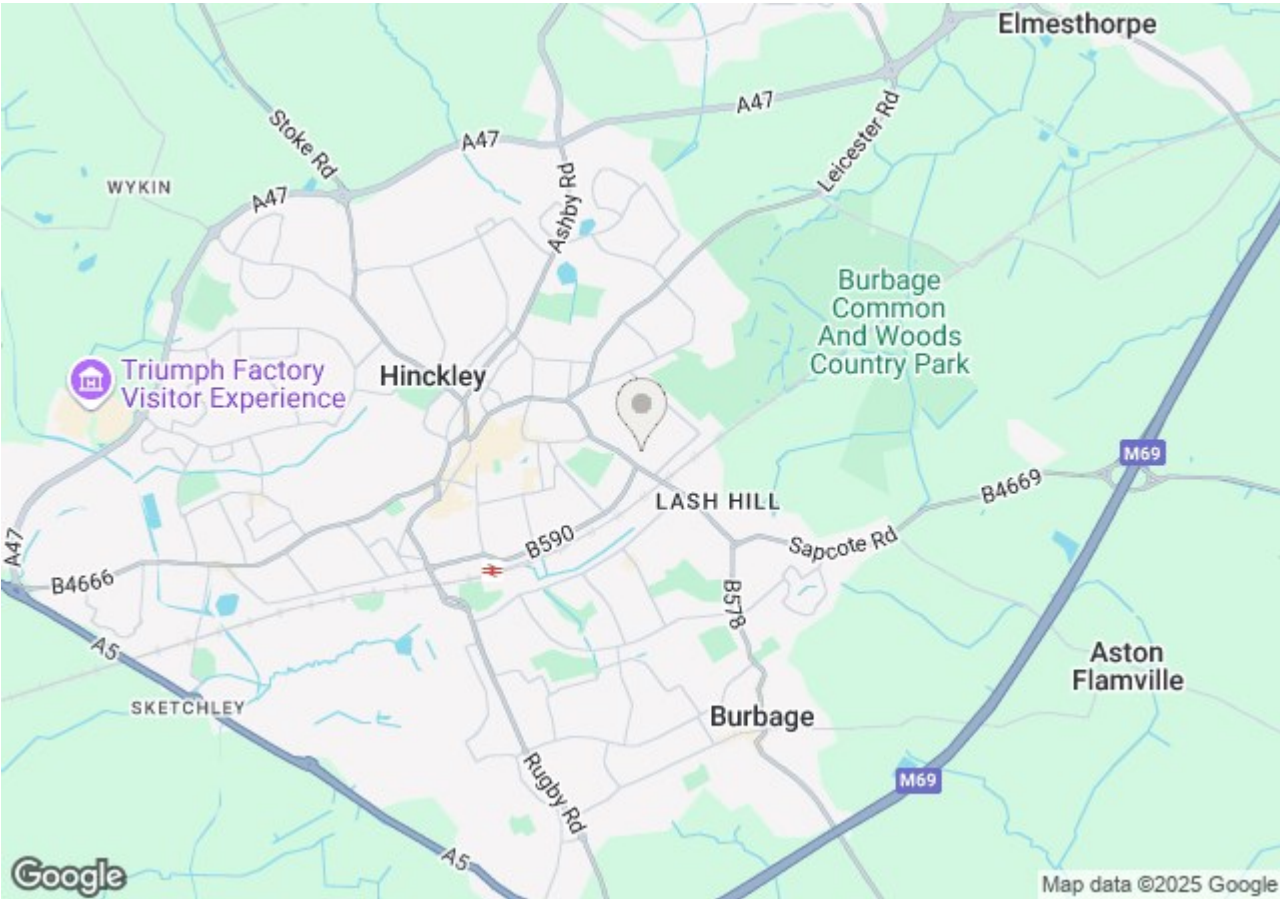 Elmesthorpe
A47
Stoke Rd
A47
Leicester Rd
Ashby Rd
WYKIN
A47
Burbage
Common
And Woods
Country Park
Triumph Factory
Visitor Experience
Hinckley
M69
LASH HILL
B4669
A47
B590
Sapcote Rd
B4666
B578
A5
Aston
Flamville
SKETCHLEY
Burbage
Rugby Rd
M69
A5
Google
Map data ©2025 Google